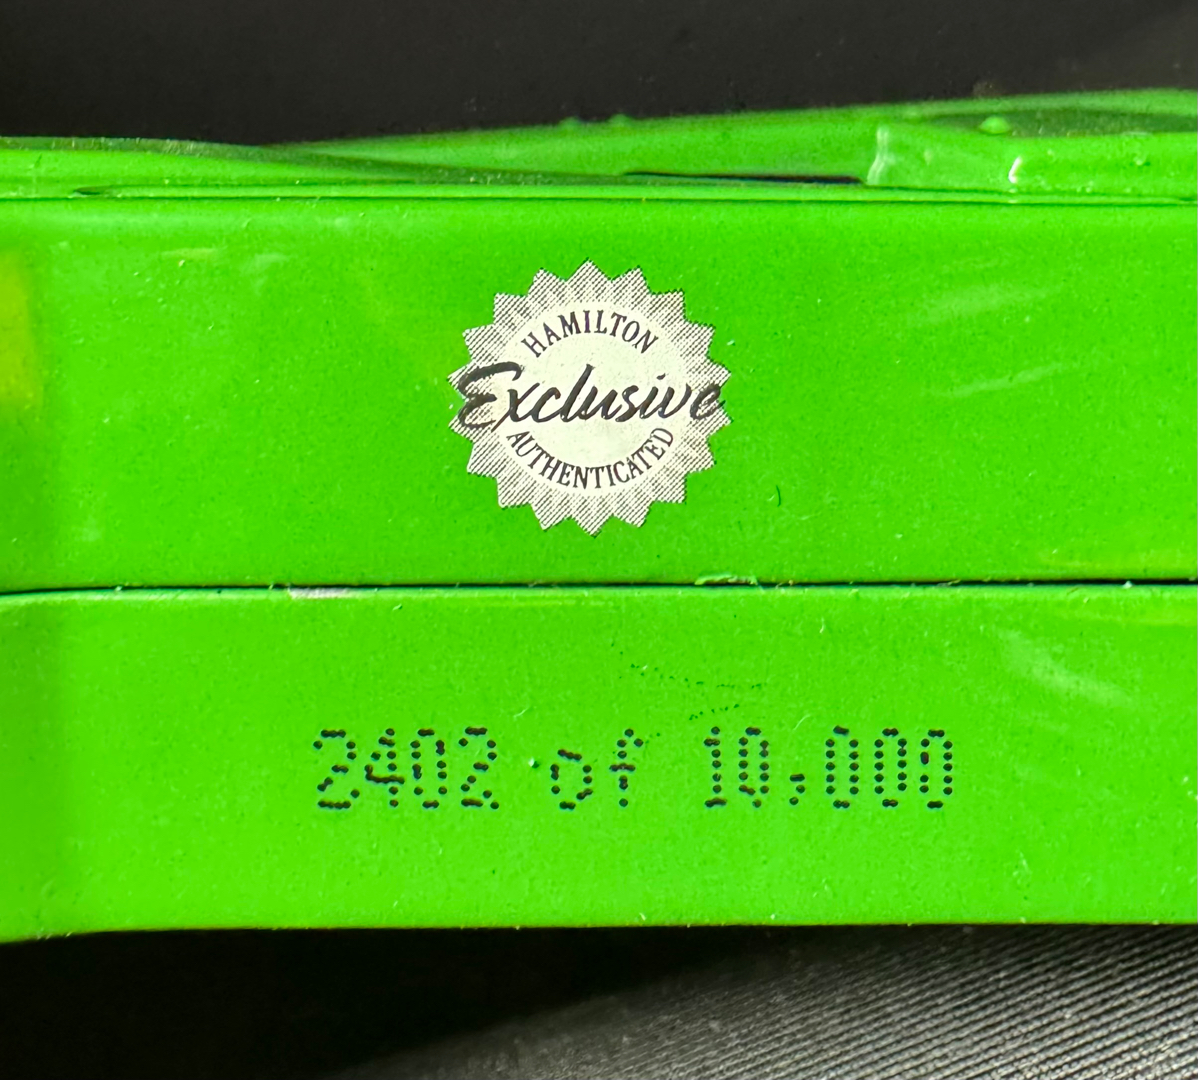 HAMILTON
Exclusive
AUTHENTICATED
2402 of 10,000